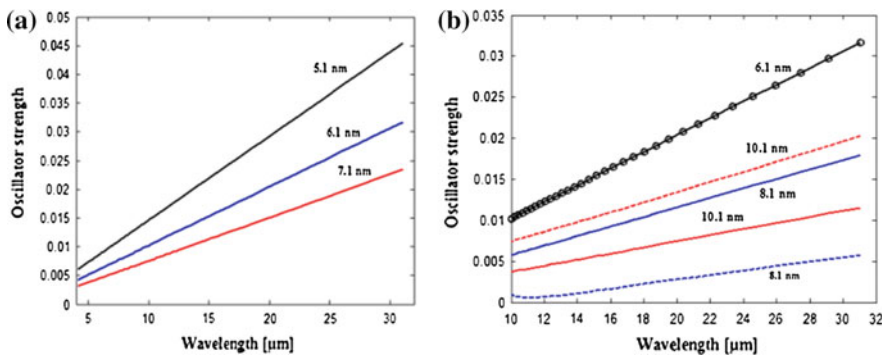 (a)
0.05
0.045
0.04
0.035
0.03
0.025
0.02
0.015
0.01
0.005
0
Oscillator strength
5.1 nm
6.1 nm
7.1 nm
5 10 15 20 25 30
Wavelength [μm]
(b)
0.035
0.03
0.025
0.02
0.015
0.01
0.005
0
Oscillator strength
6.1 nm
10.1 nm
8.1 nm
10.1 nm
8.1 nm
10 12 14 16 18 20 22 24 26 28 30 32
Wavelength [μm]